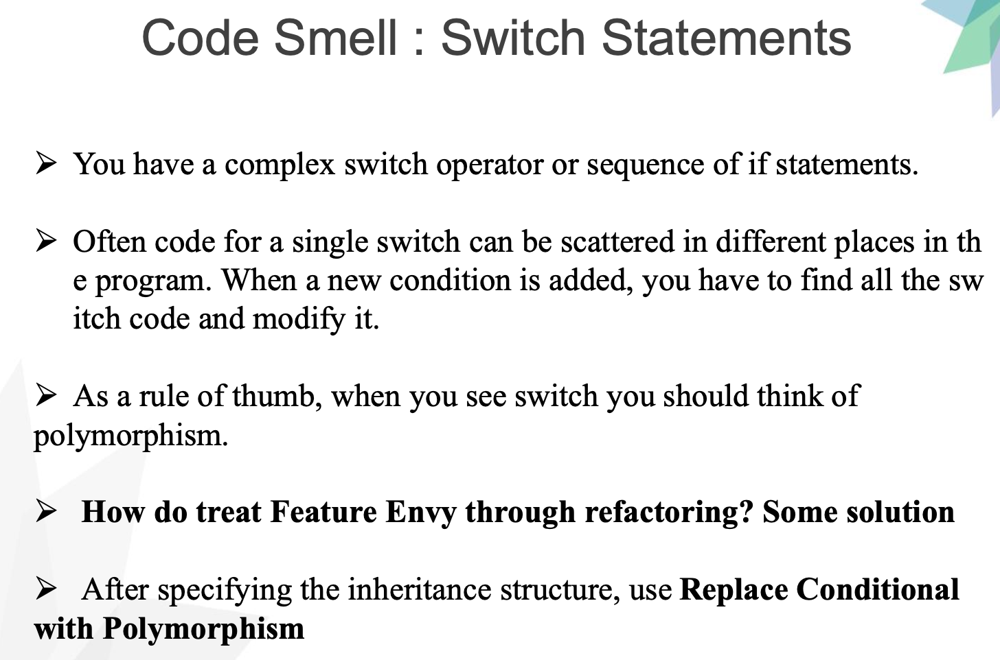 Code Smell : Switch Statements
➢ You have a complex switch operator or sequence of if statements.
➢ Often code for a single switch can be scattered in different places in th
e program. When a new condition is added, you have to find all the sw
itch code and modify it.
➢ As a rule of thumb, when you see switch you should think of
polymorphism.
➢ How do treat Feature Envy through refactoring? Some solution
➢ After specifying the inheritance structure, use Replace Conditional
with Polymorphism